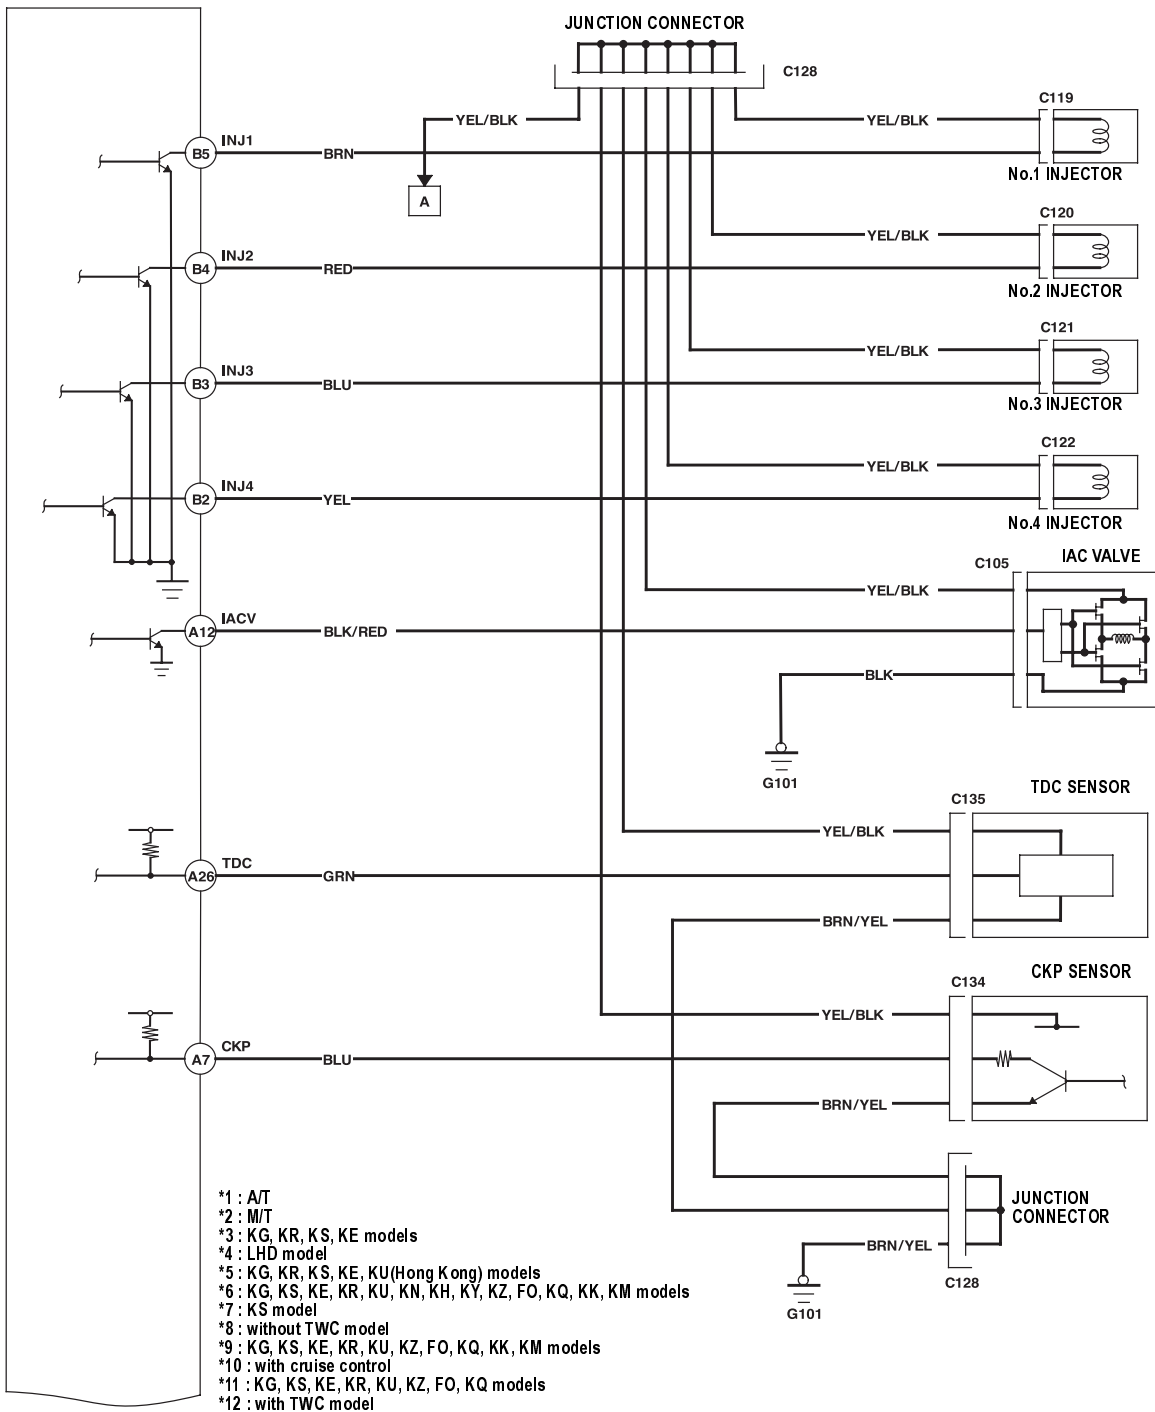 JUNCTION CONNECTOR
C128
YEL/BLK
YEL/BLK
C119
B5
INJ1
BRN
No.1 INJECTOR
A
C120
YEL/BLK
B4
INJ2
RED
No.2 INJECTOR
C121
YEL/BLK
B3
INJ3
BLU
No.3 INJECTOR
C122
YEL/BLK
B2
INJ4
YEL
No.4 INJECTOR
IAC VALVE
C105
YEL/BLK
A12
IACV
BLK/RED
BLK
G101
TDC SENSOR
C135
YEL/BLK
A26
TDC
GRN
BRN/YEL
CKP SENSOR
C134
YEL/BLK
A7
CKP
BLU
BRN/YEL
JUNCTION
CONNECTOR
BRN/YEL
C128
G101
*1 : A/T
*2 : M/T
*3 : KG, KR, KS, KE models
*4 : LHD model
*5 : KG, KR, KS, KE, KU(Hong Kong) models
*6 : KG, KS, KE, KR, KU, KN, KH, KY, KZ, FO, KQ, KK, KM models
*7 : KS model
*8 : without TWC model
*9 : KG, KS, KE, KR, KU, KZ, FO, KQ, KK, KM models
*10 : with cruise control
*11 : KG, KS, KE, KR, KU, KZ, FO, KQ models
*12 : with TWC model